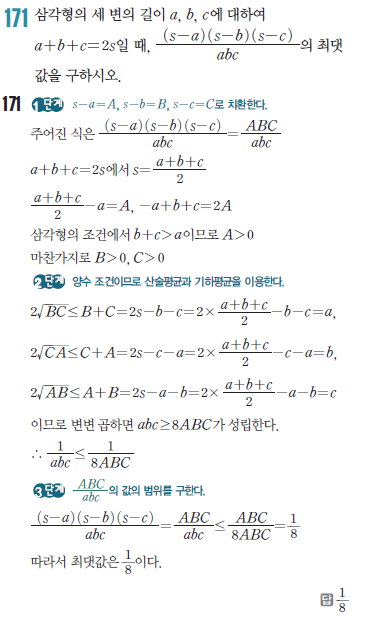 171 삼각형의 세 변의 길이 a, b, c에 대하여
a+b+c=2s일 때, (s-a)(s-b)(s-c)/abc 의 최댓
값을 구하시오.
171 1단계 s-a=A, s-b=B, s-c=C로 치환한다.
주어진 식은 (s-a)(s-b)(s-c)/abc = ABC/abc
a+b+c=2s에서 s=(a+b+c)/2
(a+b+c)/2-a=A, -a+b+c=2A
삼각형의 조건에서 b+c>a이므로 A>0
마찬가지로 B>0, C>0
2단계 양수 조건이므로 산술평균과 기하평균을 이용한다.
2√BC≤B+C=2s-b-c=2×(a+b+c)/2-b-c=a,
2√CA≤C+A=2s-c-a=2×(a+b+c)/2-c-a=b,
2√AB≤A+B=2s-a-b=2×(a+b+c)/2-a-b=c
이므로 변변 곱하면 abc≥8ABC가 성립한다.
∴ 1/abc≤1/8ABC
3단계 ABC/abc의 값의 범위를 구한다.
(s-a)(s-b)(s-c)/abc=ABC/abc≤ABC/8ABC=1/8
따라서 최댓값은 1/8이다.
답 1/8